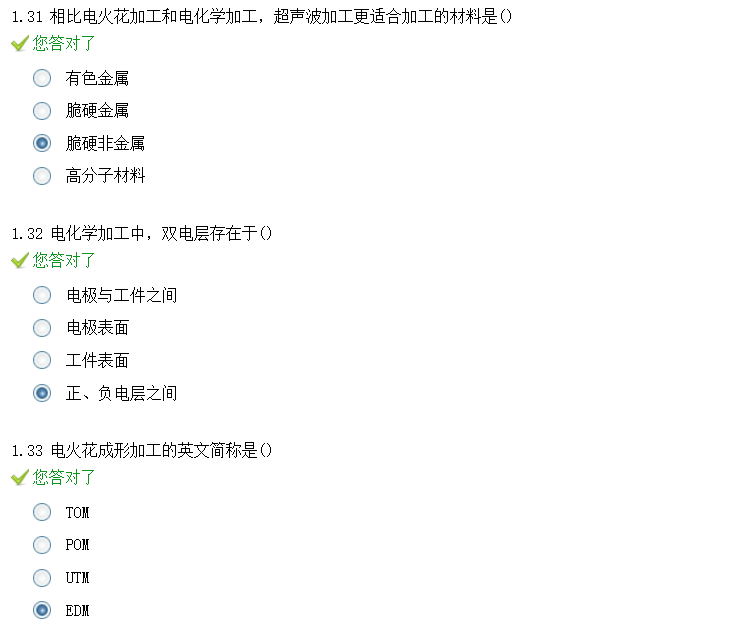 1.31 相比电火花加工和电化学加工，超声波加工更适合加工的材料是()
您答对了
有色金属
脆硬金属
脆硬非金属
高分子材料
1.32 电化学加工中，双电层存在于()
您答对了
电极与工件之间
电极表面
工件表面
正、负电层之间
1.33 电火花成形加工的英文简称是()
您答对了
TOM
POM
UTM
EDM